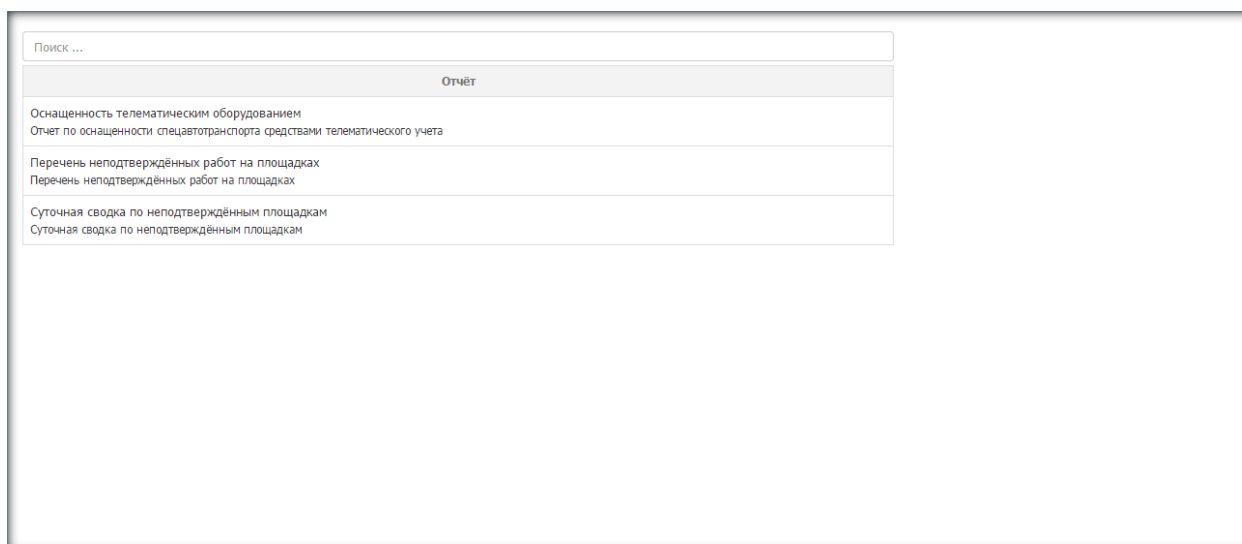 Поиск ...
Отчёт
Оснащенность телематическим оборудованием
Отчет по оснащенности спецавтотранспорта средствами телематического учета
Перечень неподтверждённых работ на площадках
Перечень неподтверждённых работ на площадках
Суточная сводка по неподтверждённым площадкам
Суточная сводка по неподтверждённым площадкам